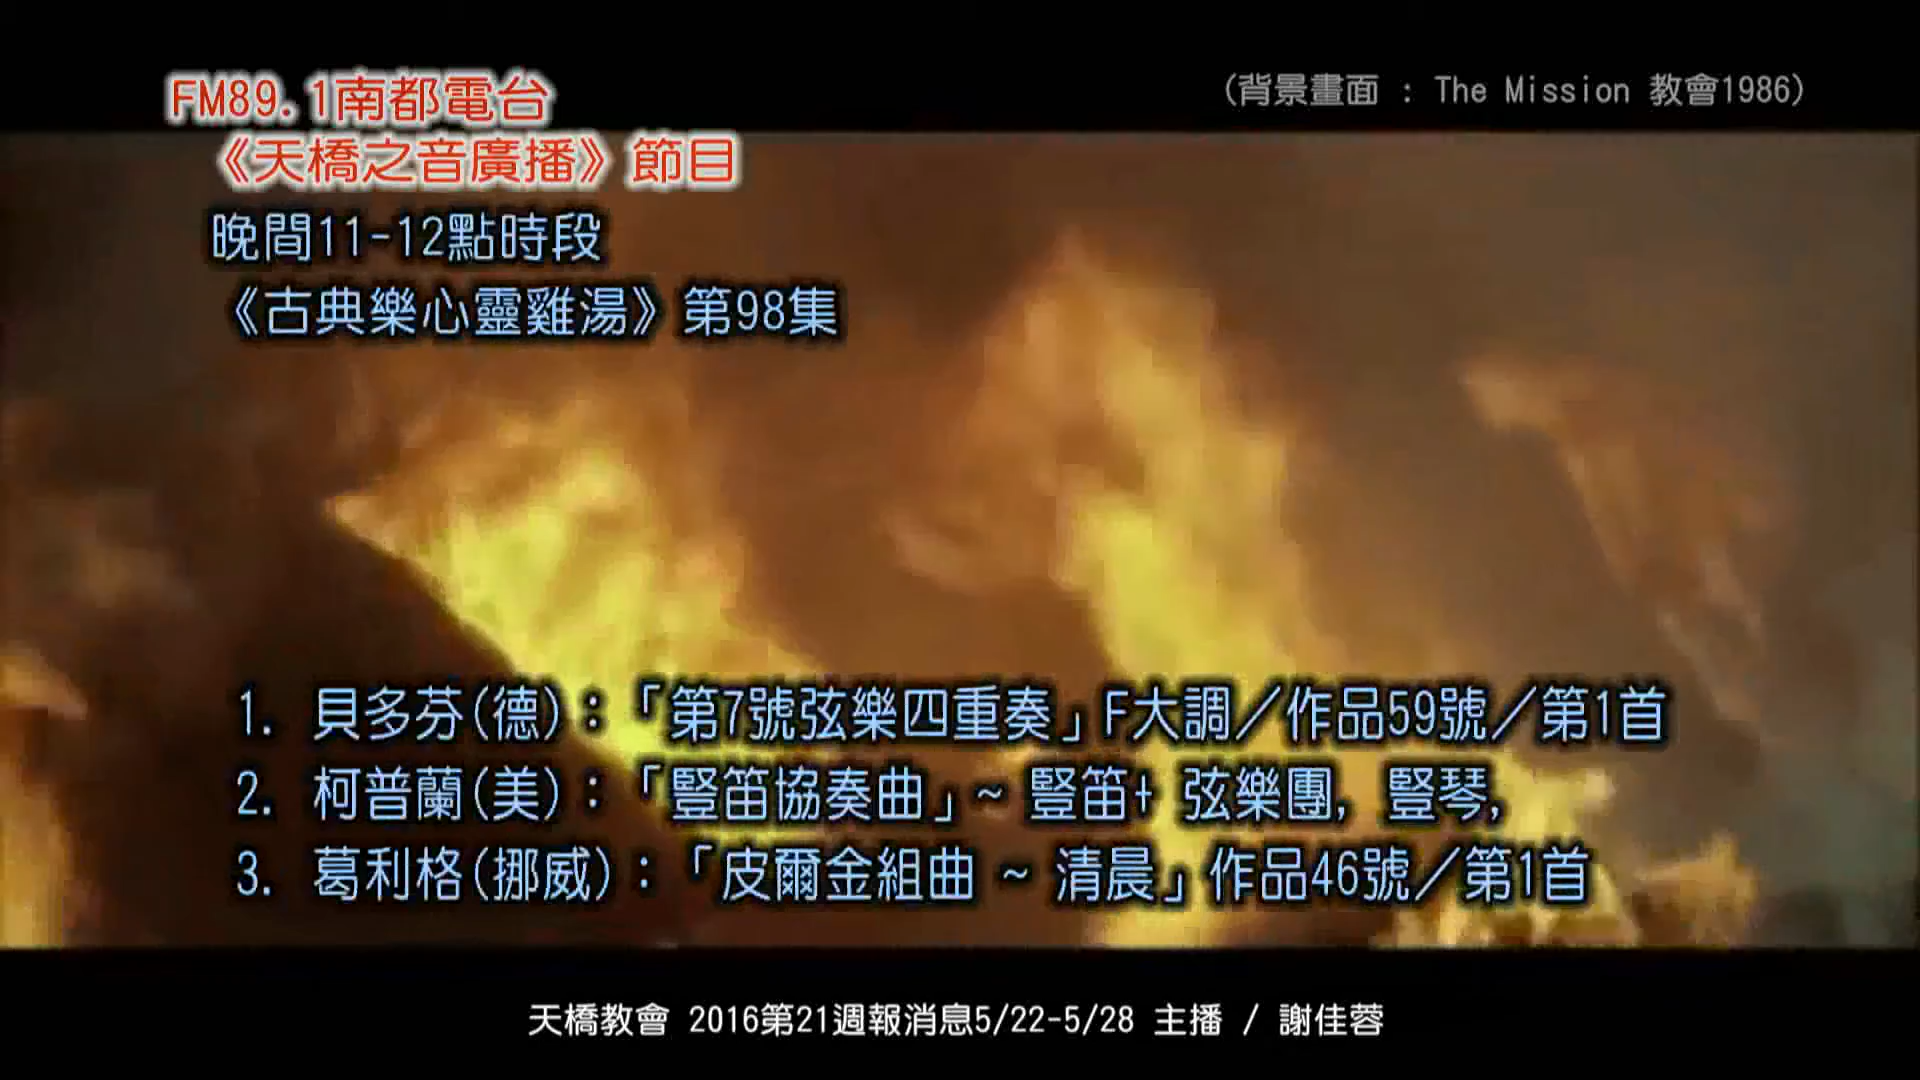 FM89.1南都電台
(背景畫面 : The Mission 教會1986)
《天橋之音廣播》節目
晚間11-12點時段
《古典樂心靈雞湯》第98集
1. 貝多芬(德):「第7號弦樂四重奏」F大調／作品59號／第1首
2. 柯普蘭(美):「豎笛協奏曲」~ 豎笛+ 弦樂團, 豎琴,
3. 葛利格(挪威):「皮爾金組曲 ~ 清晨」作品46號／第1首
天橋教會 2016第21週報消息5/22-5/28 主播 / 謝佳蓉